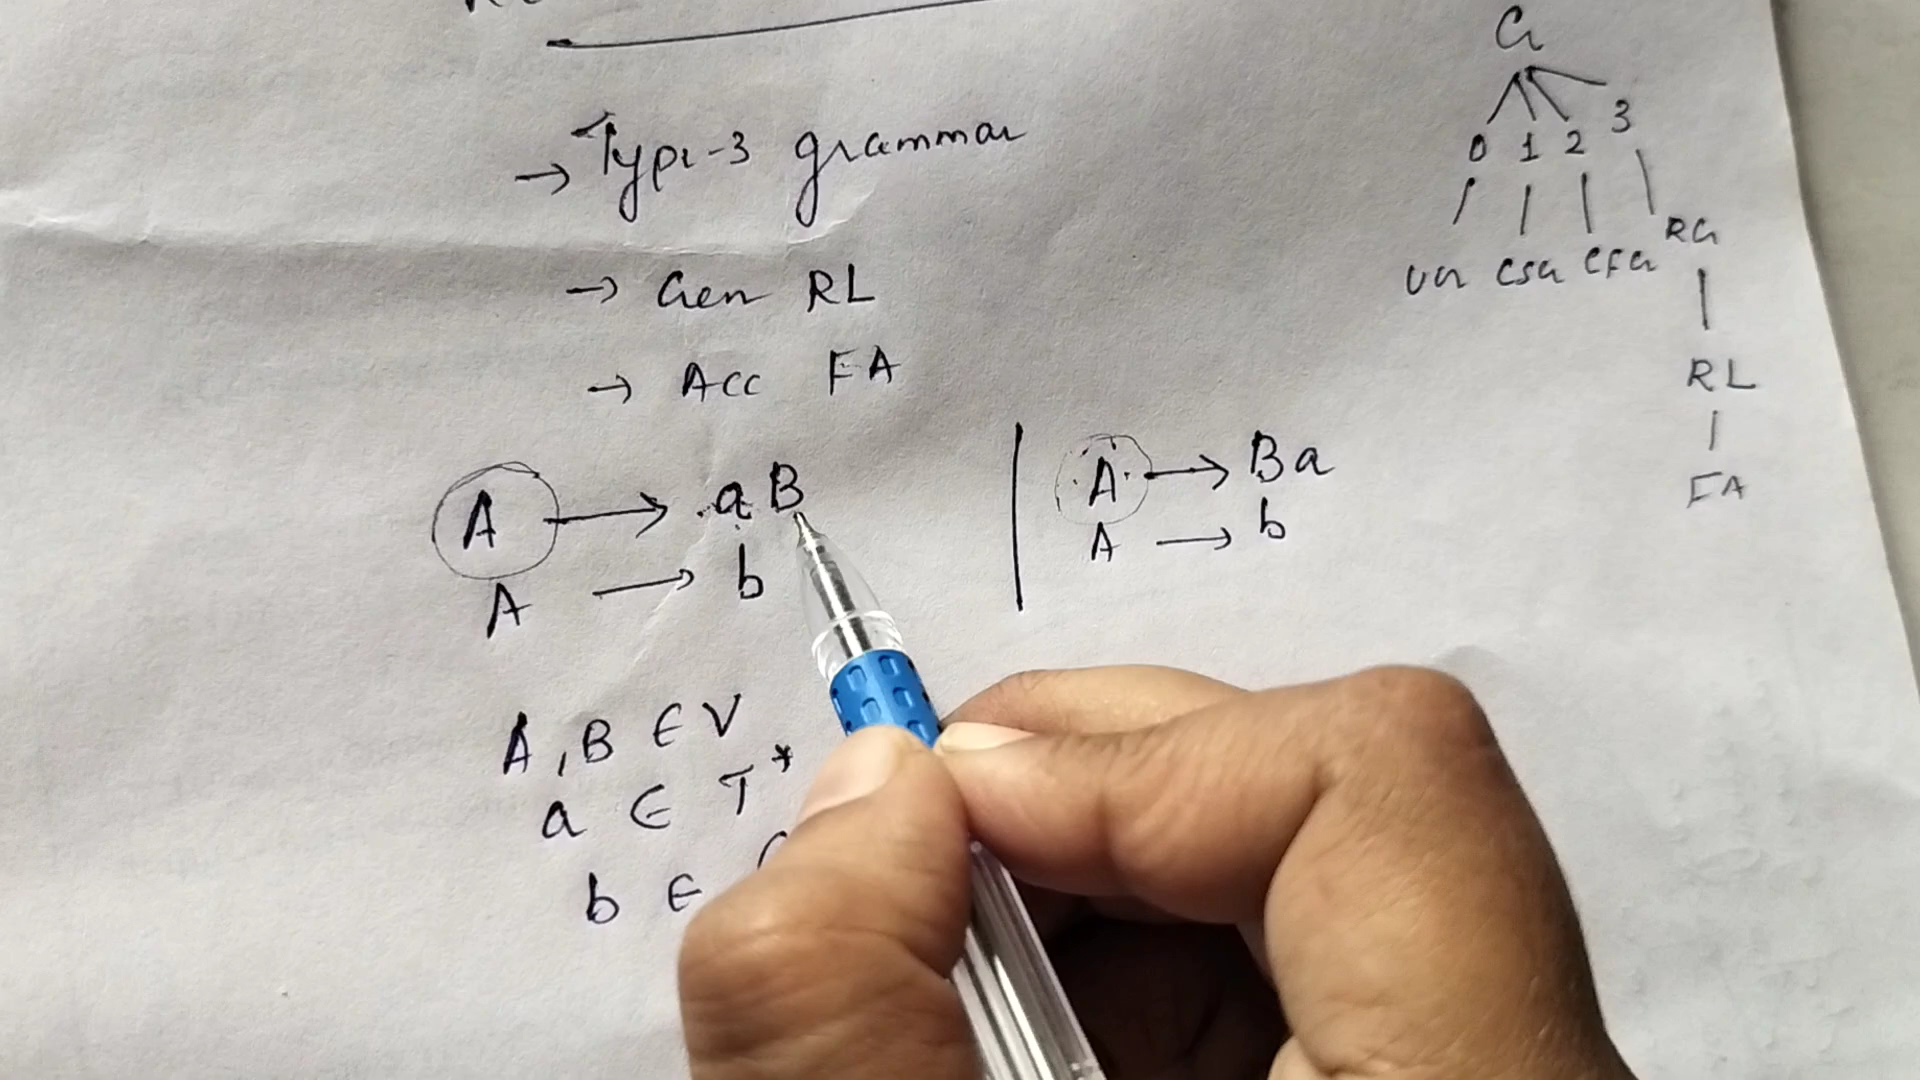 → Type-3 grammar
→ Gen RL
→ Acc FA
A → aB
A → b
A → Ba
A → b
A, B ∈ V
a ∈ T*
b ∈
G
0 1 2 3
UG CSG CFG RG
RL
FA